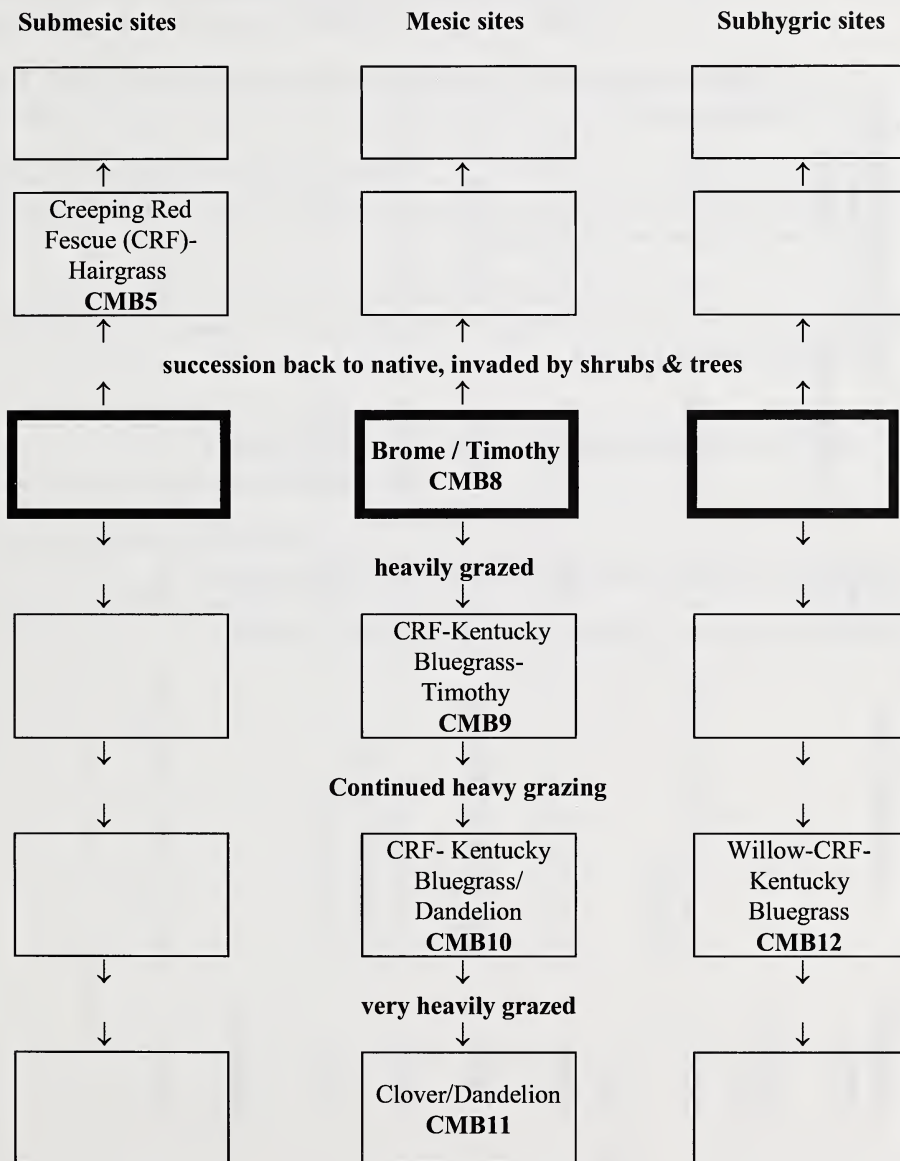 Submesic sites
Mesic sites
Subhygric sites
Creeping Red
Fescue (CRF)-
Hairgrass
CMB5
succession back to native, invaded by shrubs & trees
Brome / Timothy
CMB8
heavily grazed
CRF-Kentucky
Bluegrass-
Timothy
CMB9
Continued heavy grazing
CRF- Kentucky
Bluegrass/
Dandelion
CMB10
Willow-CRF-
Kentucky
Bluegrass
CMB12
very heavily grazed
Clover/Dandelion
CMB11